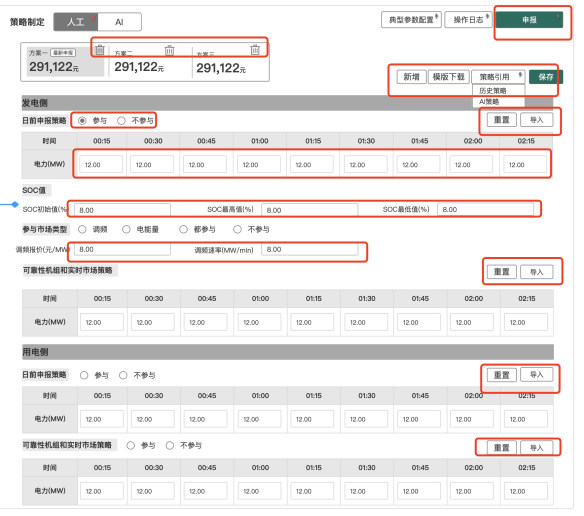 策略制定 人工 AI 典型参数配置 操作日志 申报
方案一 最新申报 方案二 方案三
291,122元 291,122元 291,122元
新增 模版下载 策略引用 保存
历史策略
AI策略
发电侧
日前申报策略 参与 不参与 重置 导入
时间 00:15 00:30 00:45 01:00 01:15 01:30 01:45 02:00 02:15
电力(MW) 12.00 12.00 12.00 12.00 12.00 12.00 12.00 12.00 12.00
SOC值
SOC初始值(% 8.00 SOC最高值(%) 8.00 SOC最低值(%) 8.00
参与市场类型 调频 电能量 都参与 不参与
调频报价(元/MW) 8.00 调频速率(MW/min) 8.00
可靠性机组和实时市场策略 重置 导入
时间 00:15 00:30 00:45 01:00 01:15 01:30 01:45 02:00 02:15
电力(MW) 12.00 12.00 12.00 12.00 12.00 12.00 12.00 12.00 12.00
用电侧
日前申报策略 参与 不参与 重置 导入
时间 00:15 00:30 00:45 01:00 01:15 01:30 01:45 02:00 02:15
电力(MW) 12.00 12.00 12.00 12.00 12.00 12.00 12.00 12.00 12.00
可靠性机组和实时市场策略 参与 不参与 重置 导入
时间 00:15 00:30 00:45 01:00 01:15 01:30 01:45 02:00 02:15
电力(MW) 12.00 12.00 12.00 12.00 12.00 12.00 12.00 12.00 12.00